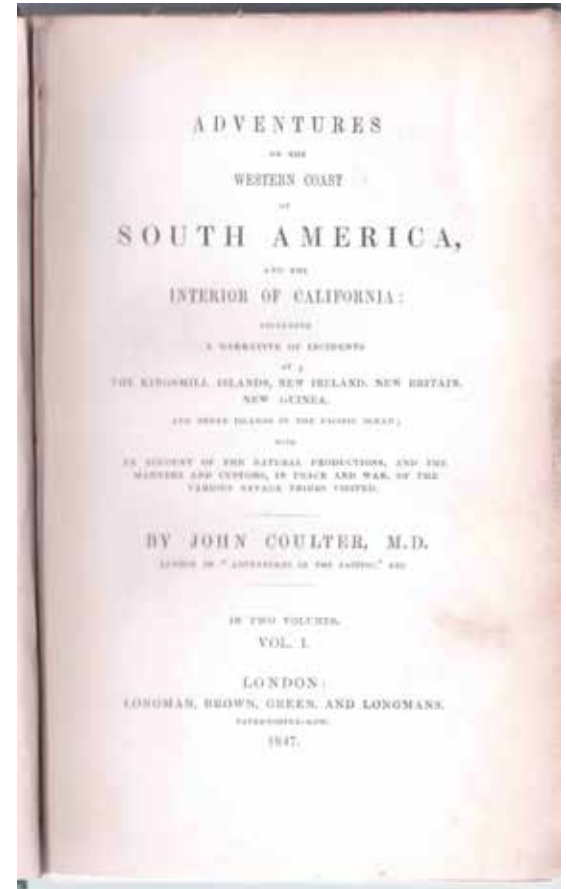 ADVENTURES
ON THE
WESTERN COAST
OF
SOUTH AMERICA,
AND THE
INTERIOR OF CALIFORNIA:
INCLUDING
A NARRATIVE OF INCIDENTS
AT
THE KINGSMILL ISLANDS, NEW IRELAND, NEW BRITAIN,
NEW GUINEA,
AND OTHER ISLANDS IN THE PACIFIC OCEAN;
WITH
AN ACCOUNT OF THE NATURAL PRODUCTIONS, AND THE
MANNERS AND CUSTOMS, IN PEACE AND WAR, OF THE
VARIOUS SAVAGE TRIBES VISITED.
BY JOHN COULTER, M.D.
AUTHOR OF "ADVENTURES IN THE PACIFIC," ETC.
IN TWO VOLUMES.
VOL. I.
LONDON:
LONGMAN, BROWN, GREEN, AND LONGMANS,
PATERNOSTER-ROW.
1847.